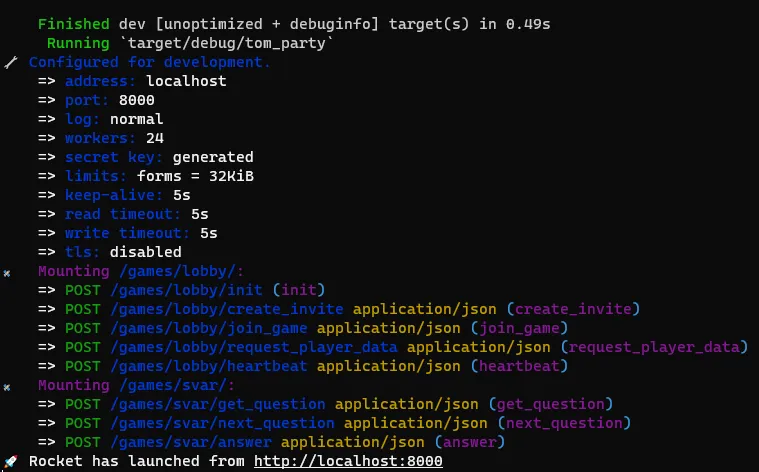 Finished dev [unoptimized + debuginfo] target(s) in 0.49s
Running `target/debug/tom_party`
Configured for development.
=> address: localhost
=> port: 8000
=> log: normal
=> workers: 24
=> secret key: generated
=> limits: forms = 32KiB
=> keep-alive: 5s
=> read timeout: 5s
=> write timeout: 5s
=> tls: disabled
Mounting /games/lobby/:
=> POST /games/lobby/init (init)
=> POST /games/lobby/create_invite application/json (create_invite)
=> POST /games/lobby/join_game application/json (join_game)
=> POST /games/lobby/request_player_data application/json (request_player_data)
=> POST /games/lobby/heartbeat application/json (heartbeat)
Mounting /games/svar/:
=> POST /games/svar/get_question application/json (get_question)
=> POST /games/svar/next_question application/json (next_question)
=> POST /games/svar/answer application/json (answer)
🚀 Rocket has launched from http://localhost:8000